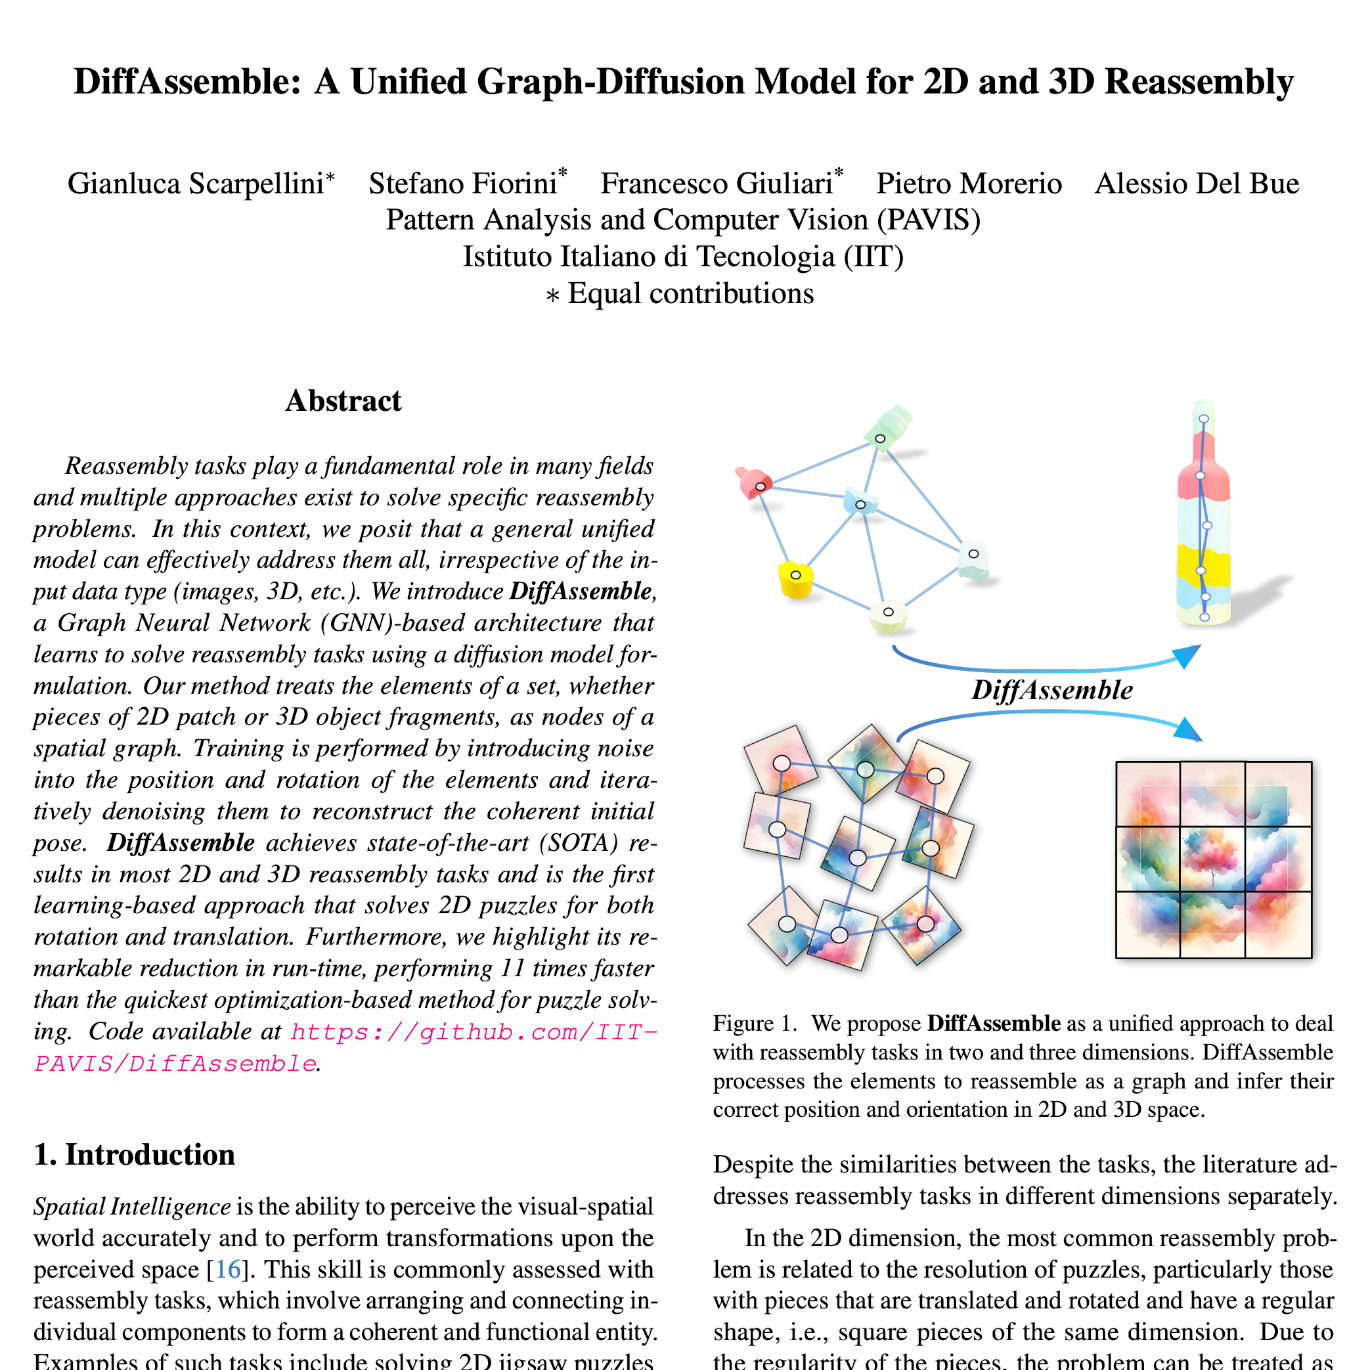 DiffAssemble: A Unified Graph-Diffusion Model for 2D and 3D Reassembly
Gianluca Scarpellini* Stefano Fiorini* Francesco Giuliari* Pietro Morerio Alessio Del Bue
Pattern Analysis and Computer Vision (PAVIS)
Istituto Italiano di Tecnologia (IIT)
* Equal contributions
Abstract
Reassembly tasks play a fundamental role in many fields
and multiple approaches exist to solve specific reassembly
problems. In this context, we posit that a general unified
model can effectively address them all, irrespective of the in-
put data type (images, 3D, etc.). We introduce DiffAssemble,
a Graph Neural Network (GNN)-based architecture that
learns to solve reassembly tasks using a diffusion model for-
mulation. Our method treats the elements of a set, whether
pieces of 2D patch or 3D object fragments, as nodes of a
spatial graph. Training is performed by introducing noise
into the position and rotation of the elements and itera-
tively denoising them to reconstruct the coherent initial
pose. DiffAssemble achieves state-of-the-art (SOTA) re-
sults in most 2D and 3D reassembly tasks and is the first
learning-based approach that solves 2D puzzles for both
rotation and translation. Furthermore, we highlight its re-
markable reduction in run-time, performing 11 times faster
than the quickest optimization-based method for puzzle solv-
ing. Code available at https://github.com/IIT-
PAVIS/DiffAssemble.
1. Introduction
Spatial Intelligence is the ability to perceive the visual-spatial
world accurately and to perform transformations upon the
perceived space [16]. This skill is commonly assessed with
reassembly tasks, which involve arranging and connecting in-
dividual components to form a coherent and functional entity.
Examples of such tasks include solving 2D jigsaw puzzles
DiffAssemble
Figure 1. We propose DiffAssemble as a unified approach to deal
with reassembly tasks in two and three dimensions. DiffAssemble
processes the elements to reassemble as a graph and infer their
correct position and orientation in 2D and 3D space.
Despite the similarities between the tasks, the literature ad-
dresses reassembly tasks in different dimensions separately.
In the 2D dimension, the most common reassembly prob-
lem is related to the resolution of puzzles, particularly those
with pieces that are translated and rotated and have a regular
shape, i.e., square pieces of the same dimension. Due to
the regularity of the pieces, the problem can be treated as